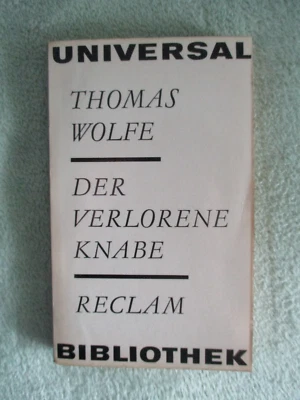 UNIVERSAL
THOMAS
WOLFE
DER
VERLORENE
KNABE
RECLAM
BIBLIOTHEK